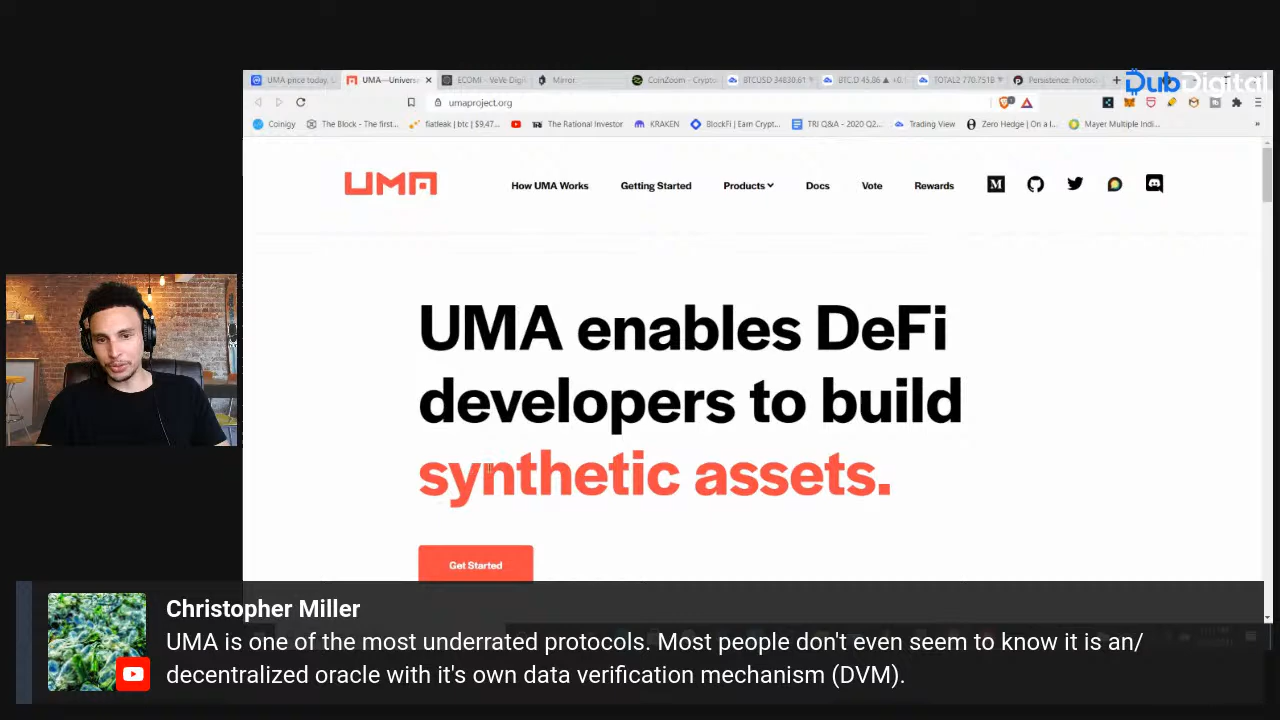 UMA price today,
UMA—Univers
ECOMI - VeVe Digi
Mirror
CoinZoom - Crypto
BTCUSD 34830.61
BTC.D 45.86 ▲ +0.
TOTAL2 770.751B
Persistence: Proto
DubDigital
umaproject.org
Coinigy
The Block - The first...
fiatleak | btc | $9,47...
The Rational Investor
KRAKEN
BlockFi | Earn Crypt...
TRI Q&A - 2020 Q2...
Trading View
Zero Hedge | On a l...
Mayer Multiple Indi...
UMA
How UMA Works
Getting Started
Products
Docs
Vote
Rewards
UMA enables DeFi
developers to build
synthetic assets.
Get Started
Christopher Miller
UMA is one of the most underrated protocols. Most people don't even seem to know it is an/
decentralized oracle with it's own data verification mechanism (DVM).